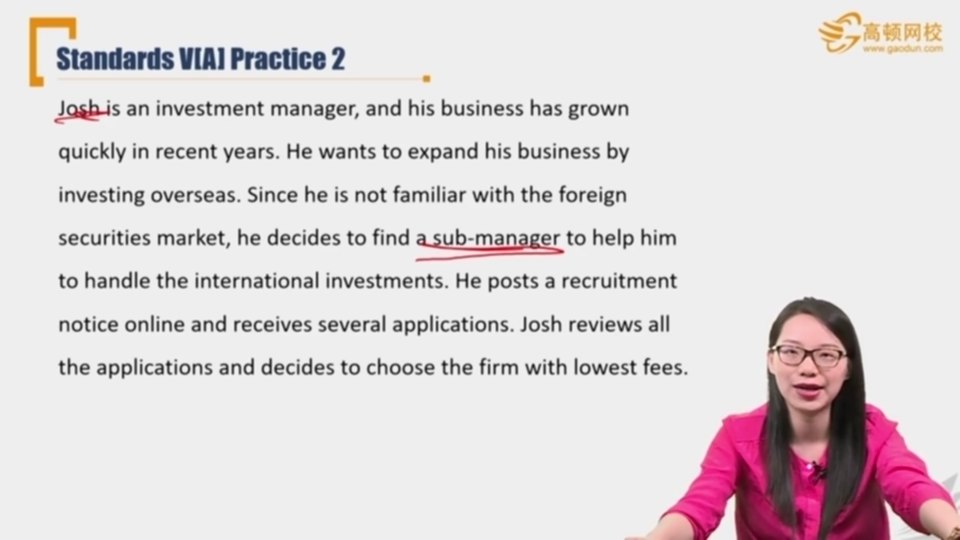 Standards V[A] Practice 2
高顿网校
www.gaodun.com
Josh is an investment manager, and his business has grown
quickly in recent years. He wants to expand his business by
investing overseas. Since he is not familiar with the foreign
securities market, he decides to find a sub-manager to help him
to handle the international investments. He posts a recruitment
notice online and receives several applications. Josh reviews all
the applications and decides to choose the firm with lowest fees.